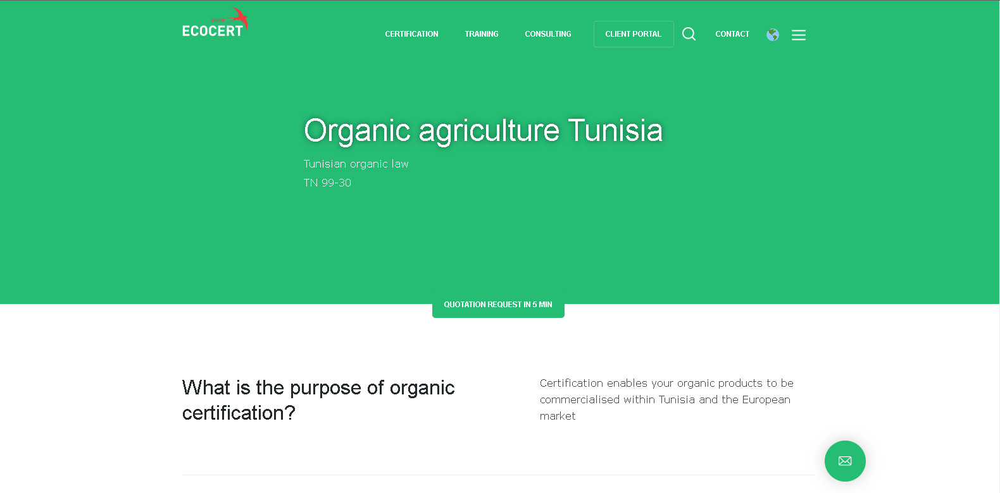 GROUP
ECOCERT
CERTIFICATION
TRAINING
CONSULTING
CLIENT PORTAL
CONTACT
Organic agriculture Tunisia
Tunisian organic law
TN 99-30
QUOTATION REQUEST IN 5 MIN
What is the purpose of organic
certification?
Certification enables your organic products to be
commercialised within Tunisia and the European
market